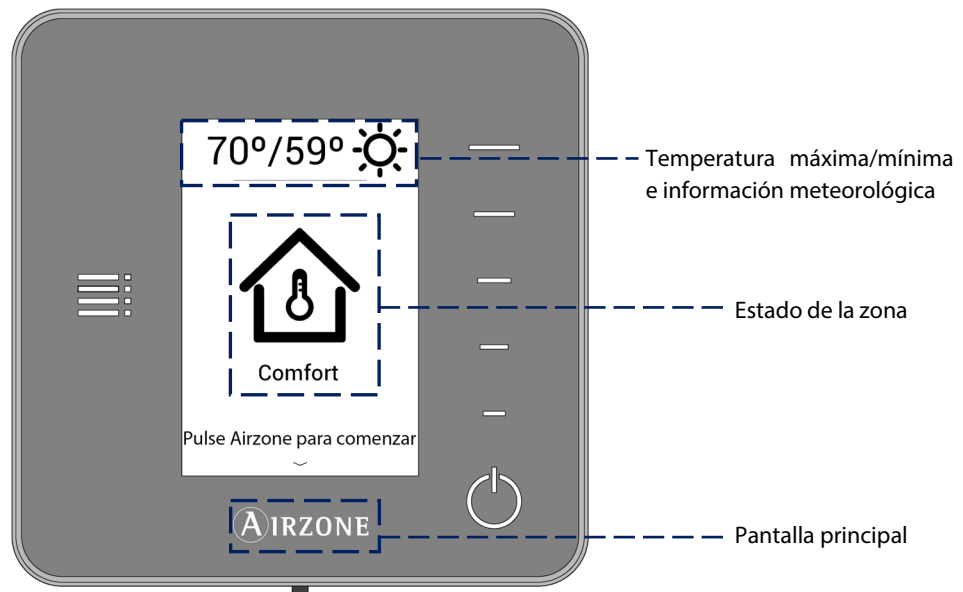 70º/59º
Temperatura máxima/mínima
e información meteorológica
Estado de la zona
Comfort
Pulse Airzone para comenzar
AIRZONE
Pantalla principal